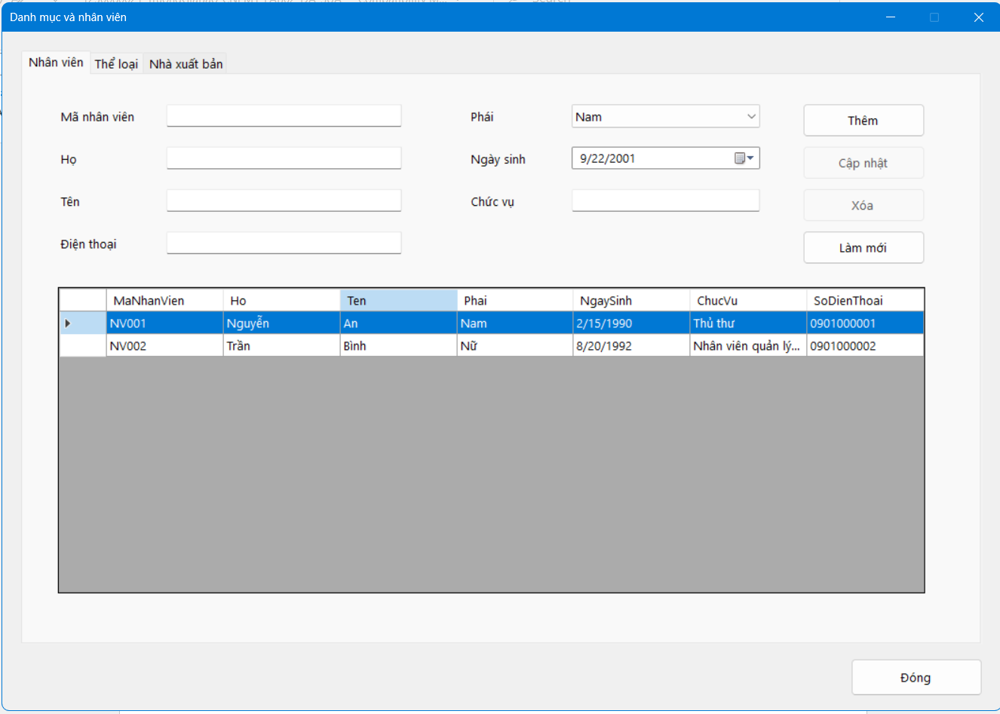 Danh mục và nhân viên
Nhân viên Thể loại Nhà xuất bản
Mã nhân viên Phái Nam Thêm
Họ Ngày sinh 9/22/2001 Cập nhật
Tên Chức vụ Xóa
Điện thoại Làm mới
MaNhanVien Ho Ten Phai NgaySinh ChucVu SoDienThoai
NV001 Nguyễn An Nam 2/15/1990 Thủ thư 0901000001
NV002 Trần Bình Nữ 8/20/1992 Nhân viên quản lý... 0901000002
Đóng